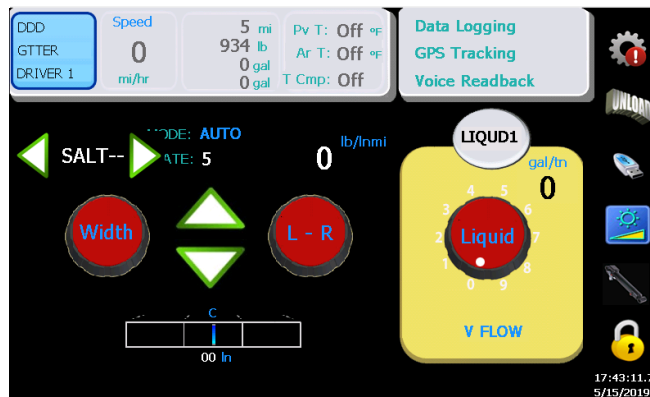 DDD
GTTER
DRIVER 1
Speed
0
mi/hr
5 mi
934 lb
0 gal
0 gal
Pv T: Off °F
Ar T: Off °F
T Cmp: Off
Data Logging
GPS Tracking
Voice Readback
UNLOAD
SALT--
MODE: AUTO
RATE: 5
0 lb/lnmi
LIQUD1
gal/tn
0
Width
L - R
Liquid
0 1 2 3 4 5 6 7 8 9
V FLOW
C
00 In
17:43:11.7
5/15/2019